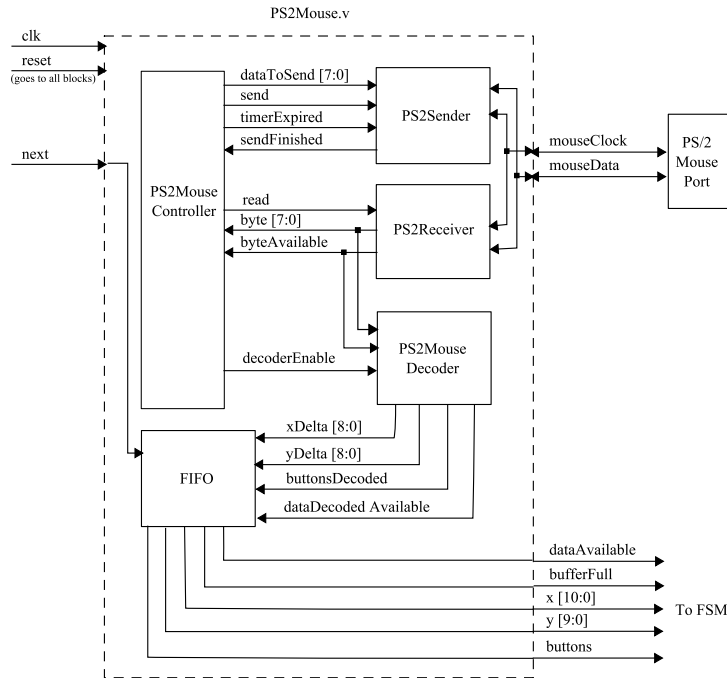 PS2Mouse.v
clk
reset
(goes to all blocks)
next
PS2Mouse
Controller
dataToSend [7:0]
send
timerExpired
sendFinished
PS2Sender
mouseClock
mouseData
PS/2
Mouse
Port
read
byte [7:0]
byteAvailable
PS2Receiver
decoderEnable
PS2Mouse
Decoder
xDelta [8:0]
yDelta [8:0]
buttonsDecoded
dataDecoded Available
FIFO
dataAvailable
bufferFull
x [10:0]
y [9:0]
buttons
To FSM